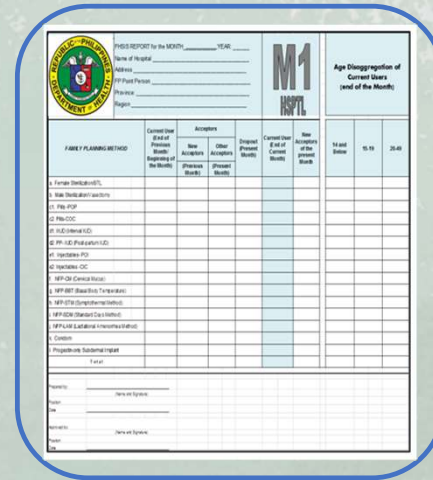 REPUBLIC OF THE PHILIPPINES
DEPARTMENT OF HEALTH
FHSIS REPORT for the MONTH ____________ YEAR ______
Name of Hospital
Address
FP Point Person
Province
Region
M1
HSPTL
Age Disaggregation of
Current Users
(end of the Month)
FAMILY PLANNING METHOD
Current User
(End of
Previous
Month/
Beginning of
the Month)
Acceptors
New
Acceptors
(Previous
Month)
Other
Acceptors
(Present
Month)
Dropout
(Present
Month)
Current User
(End of
Current
Month)
New
Acceptors
of the
present
Month
14 and
Below
15-19
20-49
a. Female Sterilization/BTL
b. Male Sterilization/Vasectomy
c1. Pills-POP
c2. Pills-COC
d1. IUD (Interval IUD)
d2. PP-IUD (Post-partum IUD)
e1. Injectables-POI
e2. Injectables-CIC
f. NFP-CM (Cervical Mucus)
g. NFP-BBT (Basal Body Temperature)
h. NFP-STM (Symptothermal Method)
i. NFP-SDM (Standard Days Method)
j. NFP-LAM (Lactational Amenorrhea Method)
k. Condom
l. Progestin-only Subdermal Implant
Total
Prepared by:
(Name and Signature)
Position
Date
Approved by:
(Name and Signature)
Position
Date